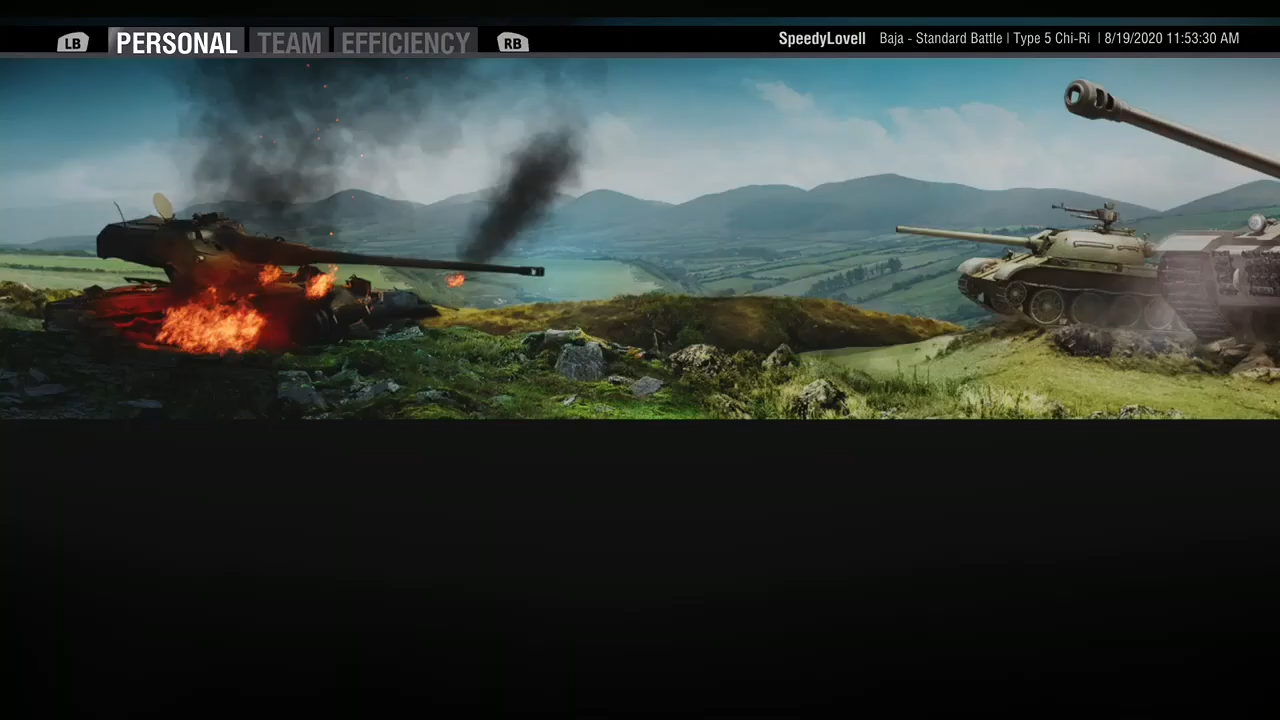 LB PERSONAL TEAM EFFICIENCY RB SpeedyLovell Baja - Standard Battle | Type 5 Chi-Ri | 8/19/2020 11:53:30 AM